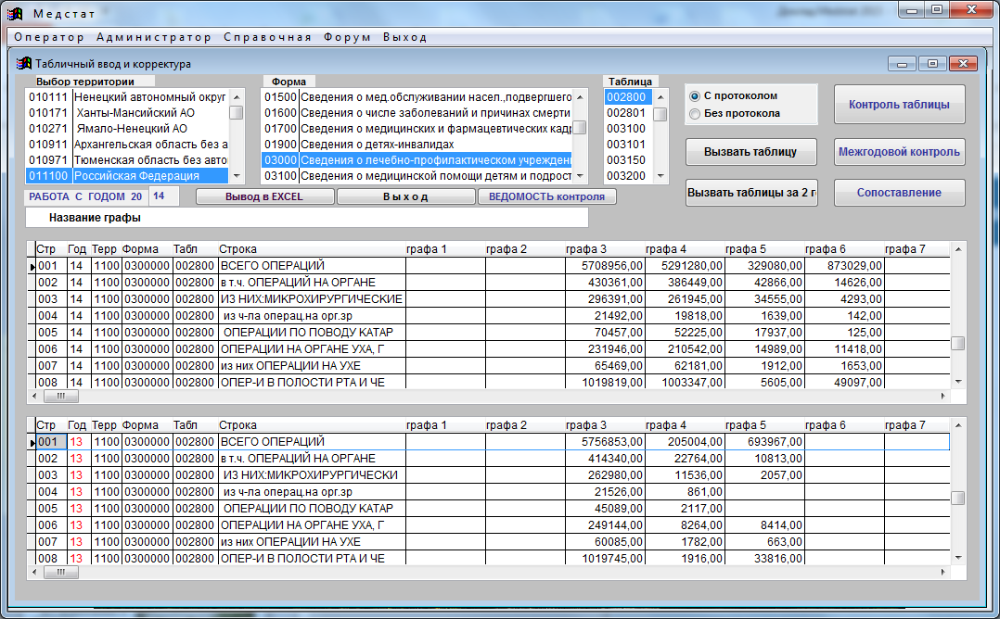 Медстат
Оператор Администратор Справочная Форум Выход
Табличный ввод и корректура
Выбор территории Форма Таблица
010111 Ненецкий автономный округ
010171 Ханты-Мансийский АО
010271 Ямало-Ненецкий АО
010911 Архангельская область без а
010971 Тюменская область без авто
011100 Российская Федерация
01500 Сведения о мед.обслуживании насел.,подвершего
01600 Сведения о числе заболеваний и причинах смерти
01700 Сведения о медицинских и фармацевтических кад
01900 Сведения о детях-инвалидах
03000 Сведения о лечебно-профилактическом учрежден
03100 Сведения о медицинской помощи детям и подрост
002800
002801
003100
003101
003150
003200
С протоколом
Без протокола
Контроль таблицы
Вызвать таблицу
Межгодовой контроль
Вызвать таблицы за 2 г
Сопоставление
РАБОТА С ГОДОМ 20 14 Вывод в EXCEL В ы х о д ВЕДОМОСТЬ контроля
Название графы
Стр Год Терр Форма Табл Строка графа 1 графа 2 графа 3 графа 4 графа 5 графа 6 графа 7
001 14 1100 0300000 002800 ВСЕГО ОПЕРАЦИЙ 5708956,00 5291280,00 329080,00 873029,00
002 14 1100 0300000 002800 в т.ч. ОПЕРАЦИЙ НА ОРГАНЕ 430361,00 386449,00 42866,00 14626,00
003 14 1100 0300000 002800 ИЗ НИХ:МИКРОХИРУРГИЧЕСКИЕ 296391,00 261945,00 34555,00 4293,00
004 14 1100 0300000 002800 из ч-ла операц.на орг.зр 21492,00 19818,00 1639,00 142,00
005 14 1100 0300000 002800 ОПЕРАЦИИ ПО ПОВОДУ КАТАР 70457,00 52225,00 17937,00 125,00
006 14 1100 0300000 002800 ОПЕРАЦИИ НА ОРГАНЕ УХА, Г 231946,00 210542,00 14989,00 11418,00
007 14 1100 0300000 002800 из них ОПЕРАЦИИ НА УХЕ 65469,00 62181,00 1912,00 1653,00
008 14 1100 0300000 002800 ОПЕР-И В ПОЛОСТИ РТА И ЧЕ 1019819,00 1003347,00 5605,00 49097,00
Стр Год Терр Форма Табл Строка графа 1 графа 2 графа 3 графа 4 графа 5 графа 6 графа 7
001 13 1100 0300000 002800 ВСЕГО ОПЕРАЦИЙ 5756853,00 205004,00 693967,00
002 13 1100 0300000 002800 в т.ч. ОПЕРАЦИЙ НА ОРГАНЕ 414340,00 22764,00 10813,00
003 13 1100 0300000 002800 ИЗ НИХ:МИКРОХИРУРГИЧЕСКИ 262980,00 11536,00 2057,00
004 13 1100 0300000 002800 из ч-ла операц.на орг.зр 21526,00 861,00
005 13 1100 0300000 002800 ОПЕРАЦИИ ПО ПОВОДУ КАТАР 45089,00 2117,00
006 13 1100 0300000 002800 ОПЕРАЦИИ НА ОРГАНЕ УХА, Г 249144,00 8264,00 8414,00
007 13 1100 0300000 002800 из них ОПЕРАЦИИ НА УХЕ 60085,00 1782,00 663,00
008 13 1100 0300000 002800 ОПЕР-И В ПОЛОСТИ РТА И ЧЕ 1019745,00 1916,00 33816,00